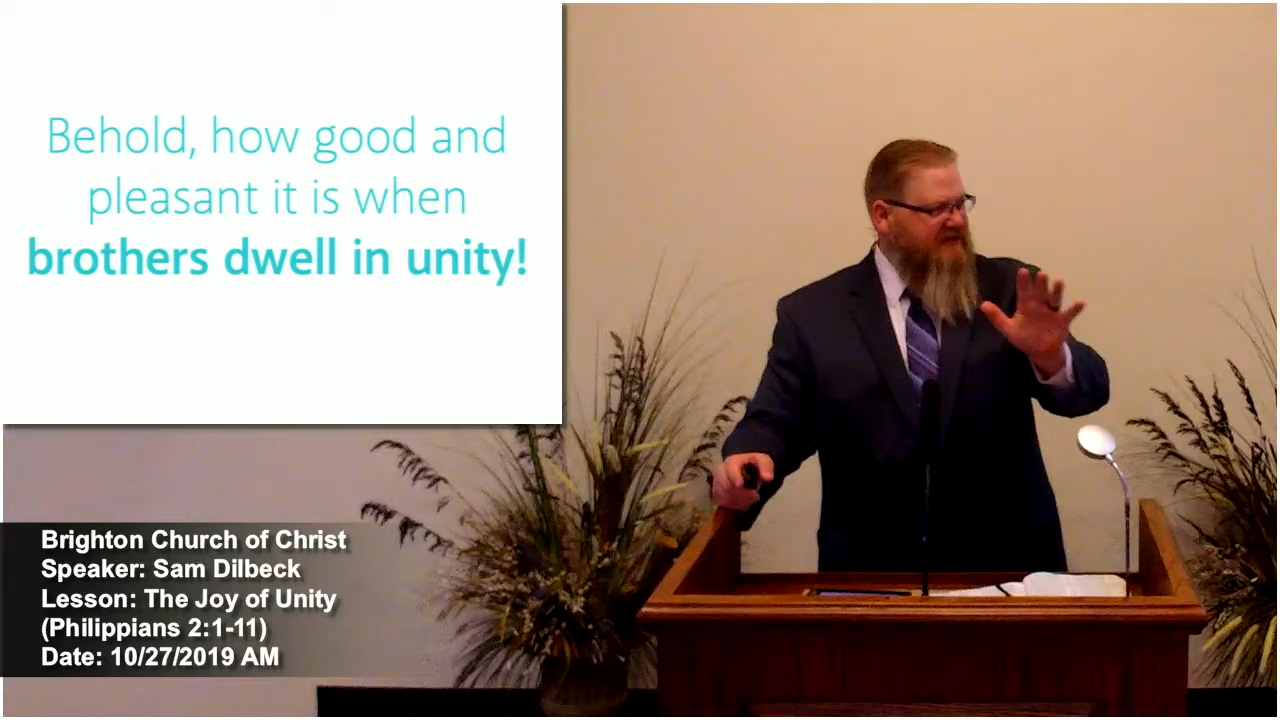 Behold, how good and
pleasant it is when
brothers dwell in unity!
Brighton Church of Christ
Speaker: Sam Dilbeck
Lesson: The Joy of Unity
(Philippians 2:1-11)
Date: 10/27/2019 AM